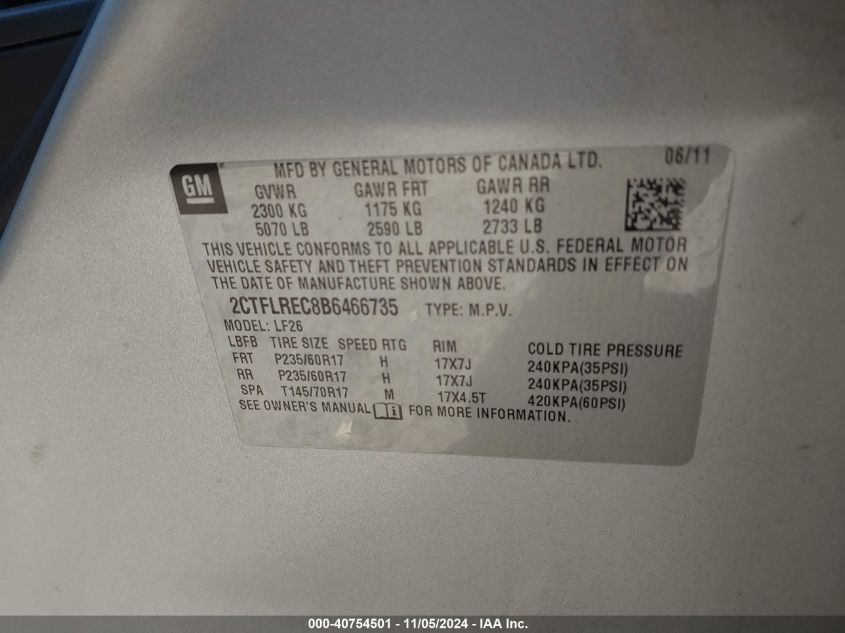 GM
MFD BY GENERAL MOTORS OF CANADA LTD. 06/11
GVWR GAWR FRT GAWR RR
2300 KG 1175 KG 1240 KG
5070 LB 2590 LB 2733 LB
THIS VEHICLE CONFORMS TO ALL APPLICABLE U.S. FEDERAL MOTOR
VEHICLE SAFETY AND THEFT PREVENTION STANDARDS IN EFFECT ON
THE DATE OF MANUFACTURE SHOWN ABOVE.
2CTFLREC8B6466735 TYPE: M.P.V.
MODEL: LF26
LBFB TIRE SIZE SPEED RTG RIM COLD TIRE PRESSURE
FRT P235/60R17 H 17X7J 240KPA(35PSI)
RR P235/60R17 H 17X7J 240KPA(35PSI)
SPA T145/70R17 M 17X4.5T 420KPA(60PSI)
SEE OWNER'S MANUAL FOR MORE INFORMATION.
000-40754501 - 11/05/2024 - IAA Inc.